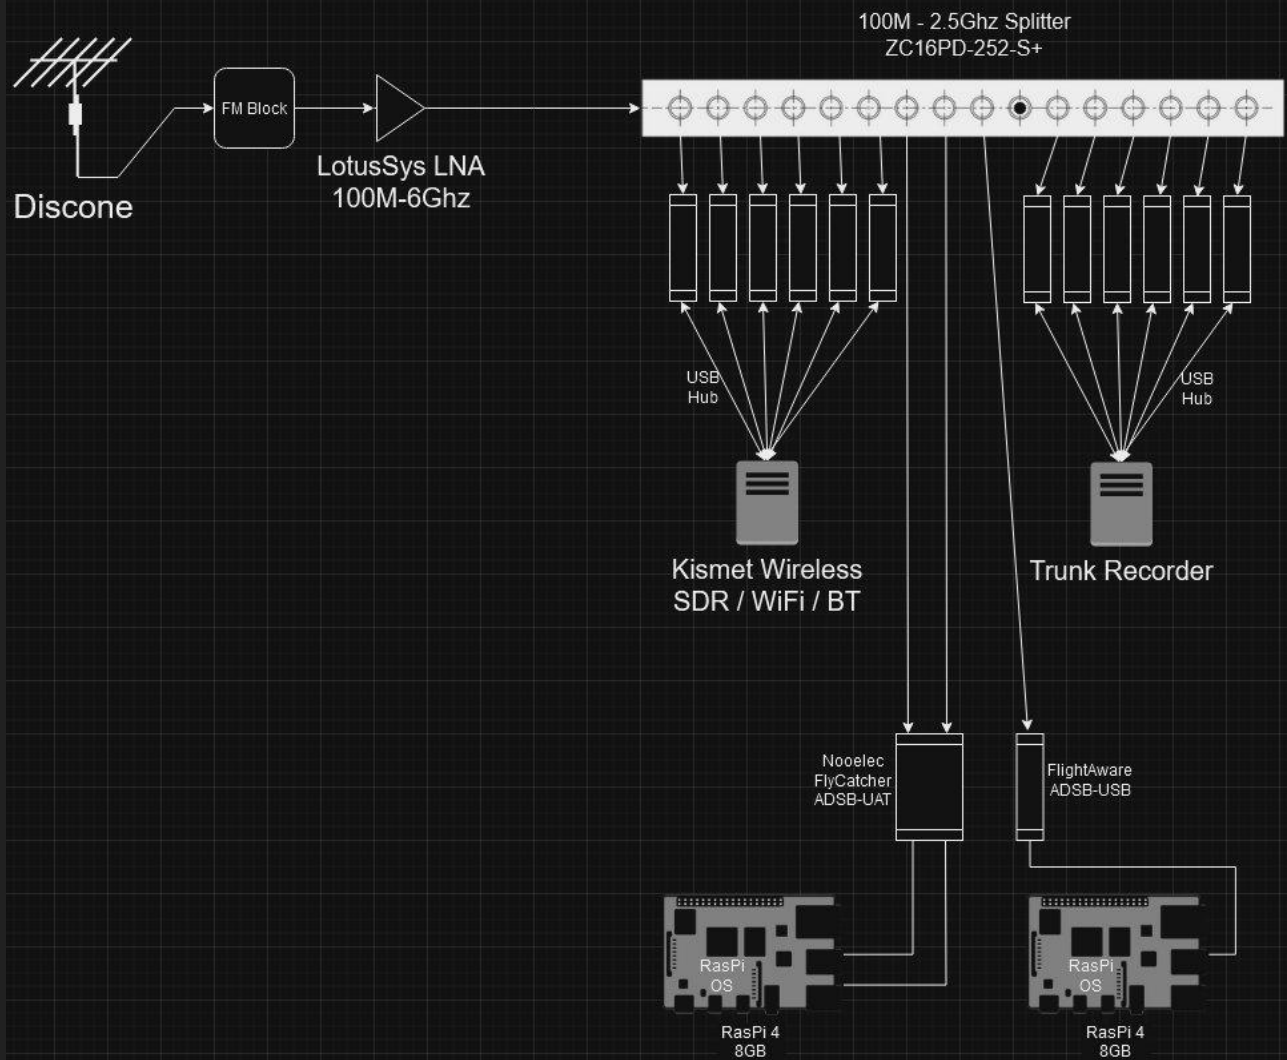 100M - 2.5Ghz Splitter
ZC16PD-252-S+
FM Block
LotusSys LNA
100M-6Ghz
Discone
USB
Hub
USB
Hub
Kismet Wireless
SDR / WiFi / BT
Trunk Recorder
Nooelec
FlyCatcher
ADSB-UAT
FlightAware
ADSB-USB
RasPi
OS
RasPi
OS
RasPi 4
8GB
RasPi 4
8GB